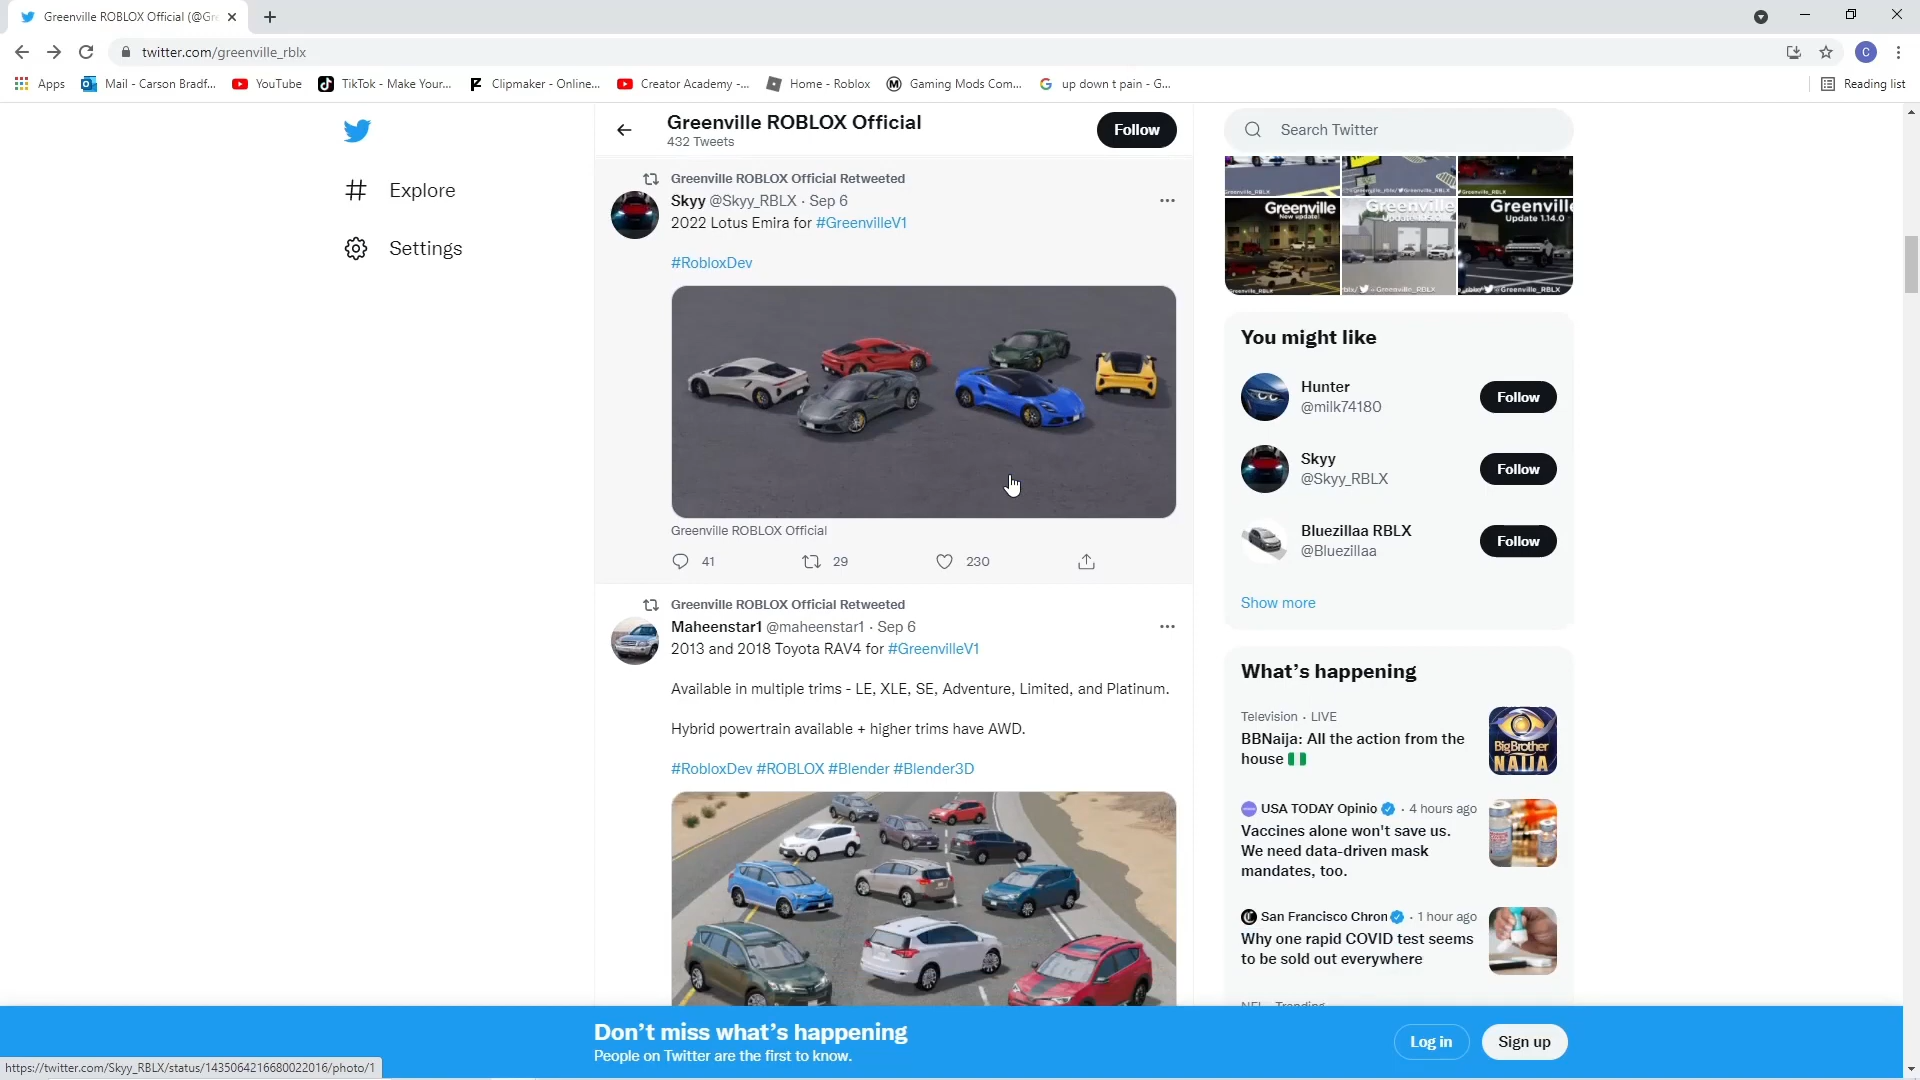 Greenville ROBLOX Official (@Gre
twitter.com/greenville_rblx
C
Apps
Mail - Carson Bradf...
YouTube
TikTok - Make Your...
Clipmaker - Online...
Creator Academy -...
Home - Roblox
Gaming Mods Com...
up down t pain - G...
Reading list
Explore
Settings
Greenville ROBLOX Official
432 Tweets
Follow
Greenville ROBLOX Official Retweeted
Skyy @Skyy_RBLX · Sep 6
2022 Lotus Emira for #GreenvilleV1
#RobloxDev
Greenville ROBLOX Official
41
29
230
Greenville ROBLOX Official Retweeted
Maheenstar1 @maheenstar1 · Sep 6
2013 and 2018 Toyota RAV4 for #GreenvilleV1
Available in multiple trims - LE, XLE, SE, Adventure, Limited, and Platinum.
Hybrid powertrain available + higher trims have AWD.
#RobloxDev #ROBLOX #Blender #Blender3D
Search Twitter
Greenville
New update!
Greenville
Greenvill
Update 1.14.0
Greenville_RBLX
You might like
Hunter
@milk74180
Follow
Skyy
@Skyy_RBLX
Follow
Bluezillaa RBLX
@Bluezillaa
Follow
Show more
What's happening
Television · LIVE
BBNaija: All the action from the
house
BigBrother
NAIJA
USA TODAY Opinio · 4 hours ago
Vaccines alone won't save us.
We need data-driven mask
mandates, too.
San Francisco Chron · 1 hour ago
Why one rapid COVID test seems
to be sold out everywhere
NFL · Trending
Don't miss what's happening
People on Twitter are the first to know.
Log in
Sign up
https://twitter.com/Skyy_RBLX/status/1435064216680022016/photo/1